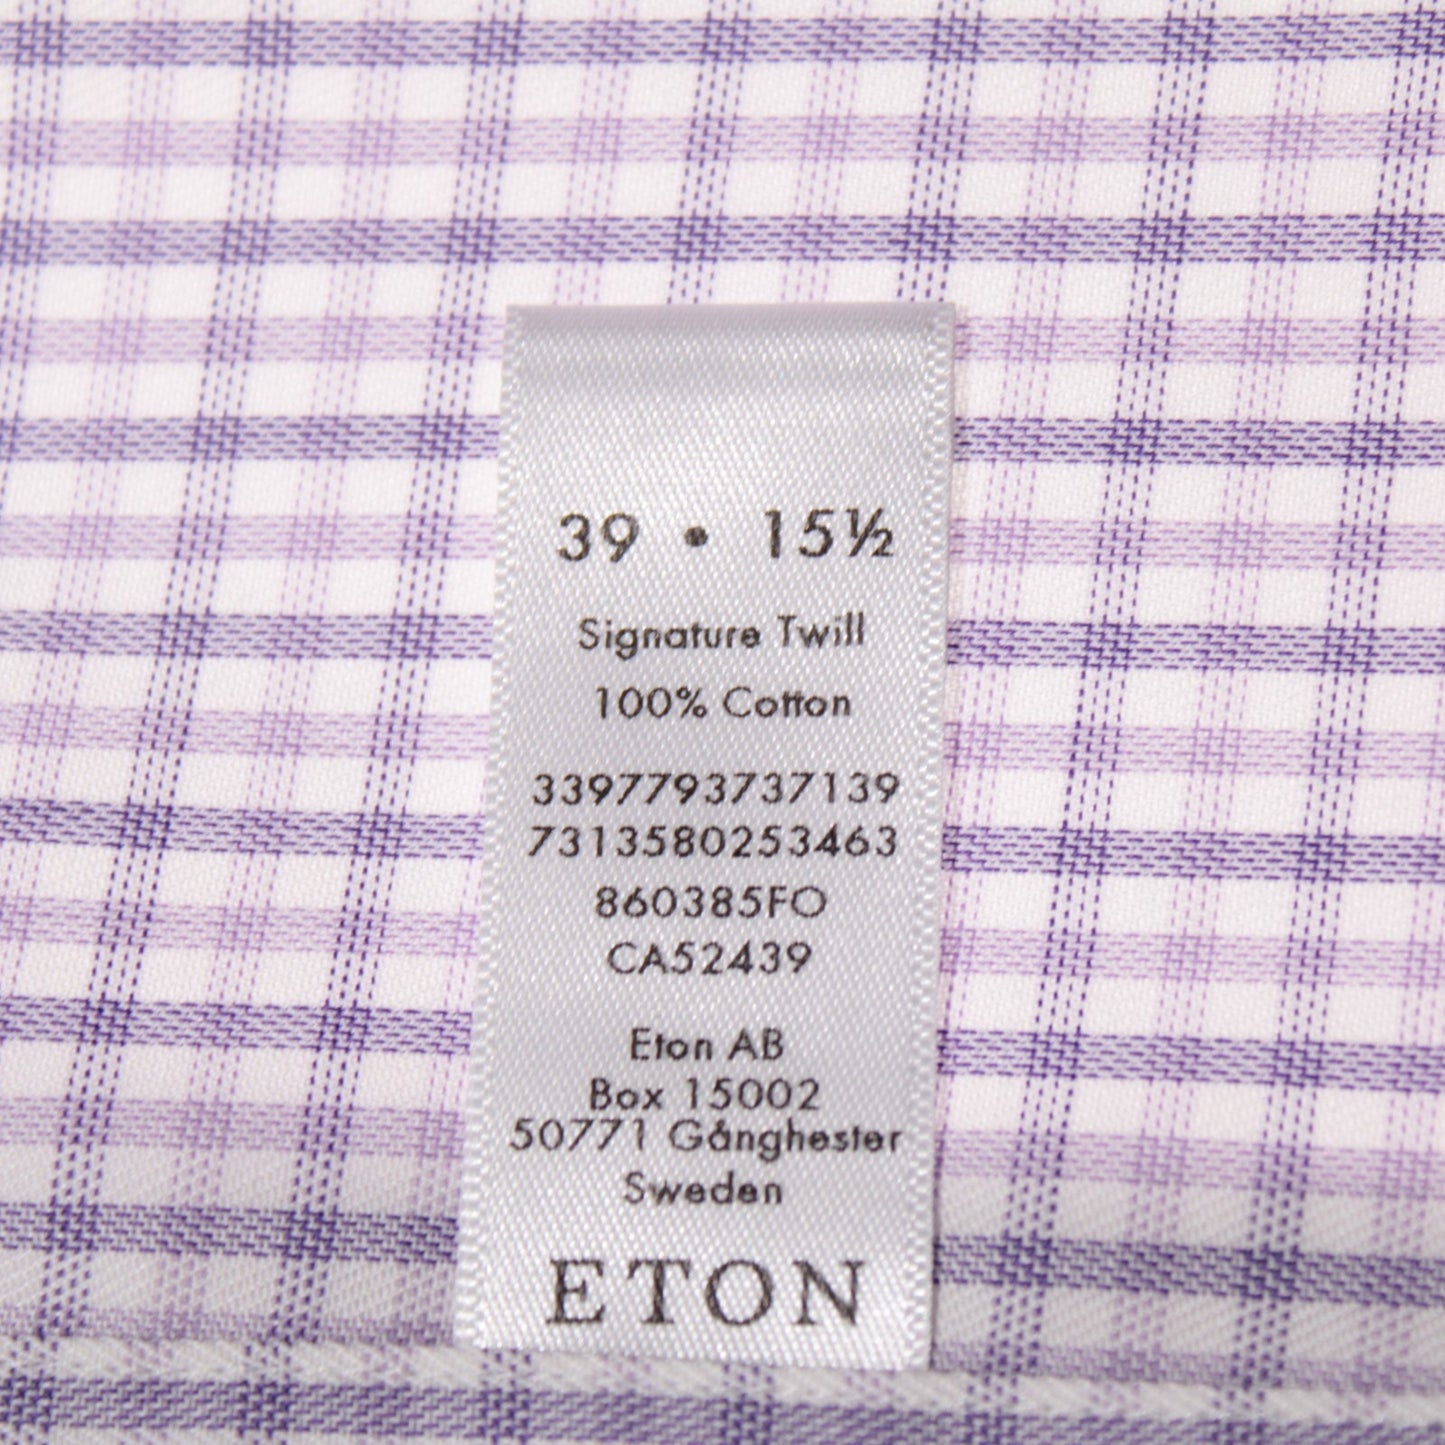 39 • 15½
Signature Twill
100% Cotton
3397793737139
7313580253463
860385FO
CA52439
Eton AB
Box 15002
50771 Gånghester
Sweden
ETON